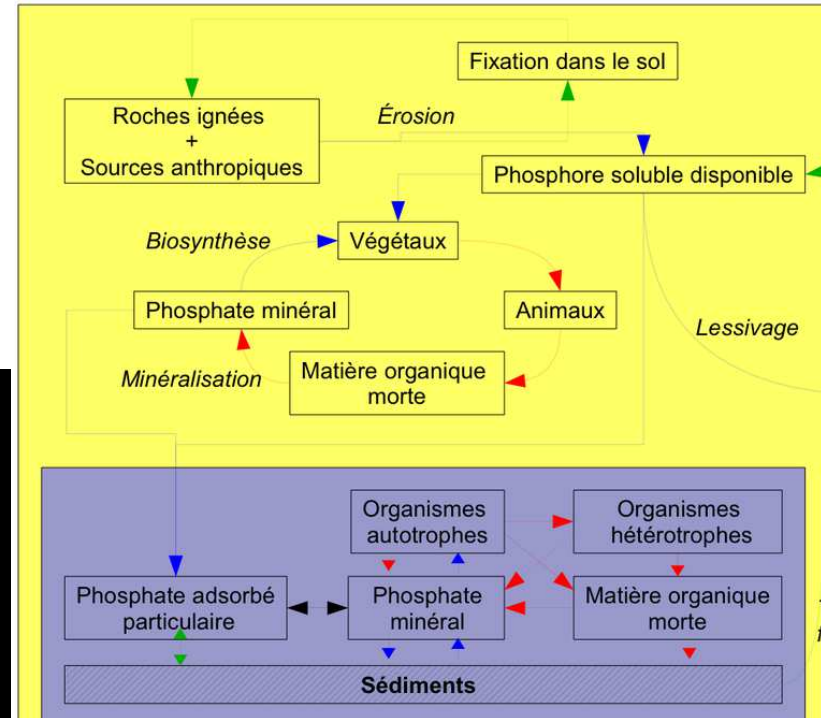 Fixation dans le sol
Roches ignées
+
Sources anthropiques
Érosion
Phosphore soluble disponible
Biosynthèse
Végétaux
Phosphate minéral
Animaux
Lessivage
Minéralisation
Matière organique
morte
Organismes
autotrophes
Organismes
hétérotrophes
Phosphate adsorbé
particulaire
Phosphate
minéral
Matière organique
morte
Sédiments